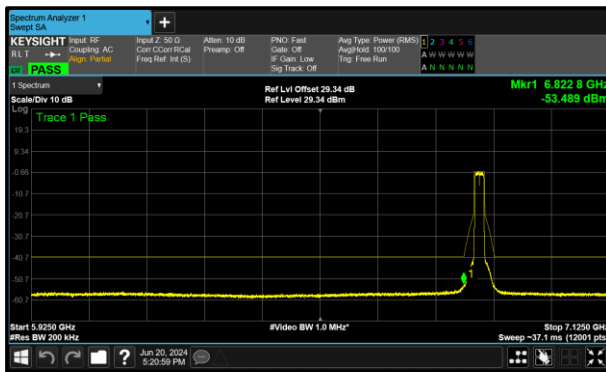 Spectrum Analyzer 1
Swept SA
KEYSIGHT
Input: RF
Coupling: AC
Align: Partial
Input Z: 50 Ω
Corr CCorr RCal
Freq Ref: Int (S)
Atten: 10 dB
Preamp: Off
PNO: Fast
Gate: Off
IF Gain: Low
Sig Track: Off
Avg Type: Power (RMS)
Avg|Hold: 100/100
Trig: Free Run
1 2 3 4 5 6
A W W W W W
A N N N N N
R L T
PASS
1 Spectrum
Scale/Div 10 dB
Ref Lvl Offset 29.34 dB
Ref Level 29.34 dBm
Mkr1 6.822 8 GHz
-53.489 dBm
Log
Trace 1 Pass
19.3
9.34
-0.66
-10.7
-20.7
-30.7
-40.7
-50.7
-60.7
1
Start 5.9250 GHz
#Res BW 200 kHz
#Video BW 1.0 MHz*
Stop 7.1250 GHz
Sweep ~37.1 ms (12001 pts)
Jun 20, 2024
5:20:59 PM